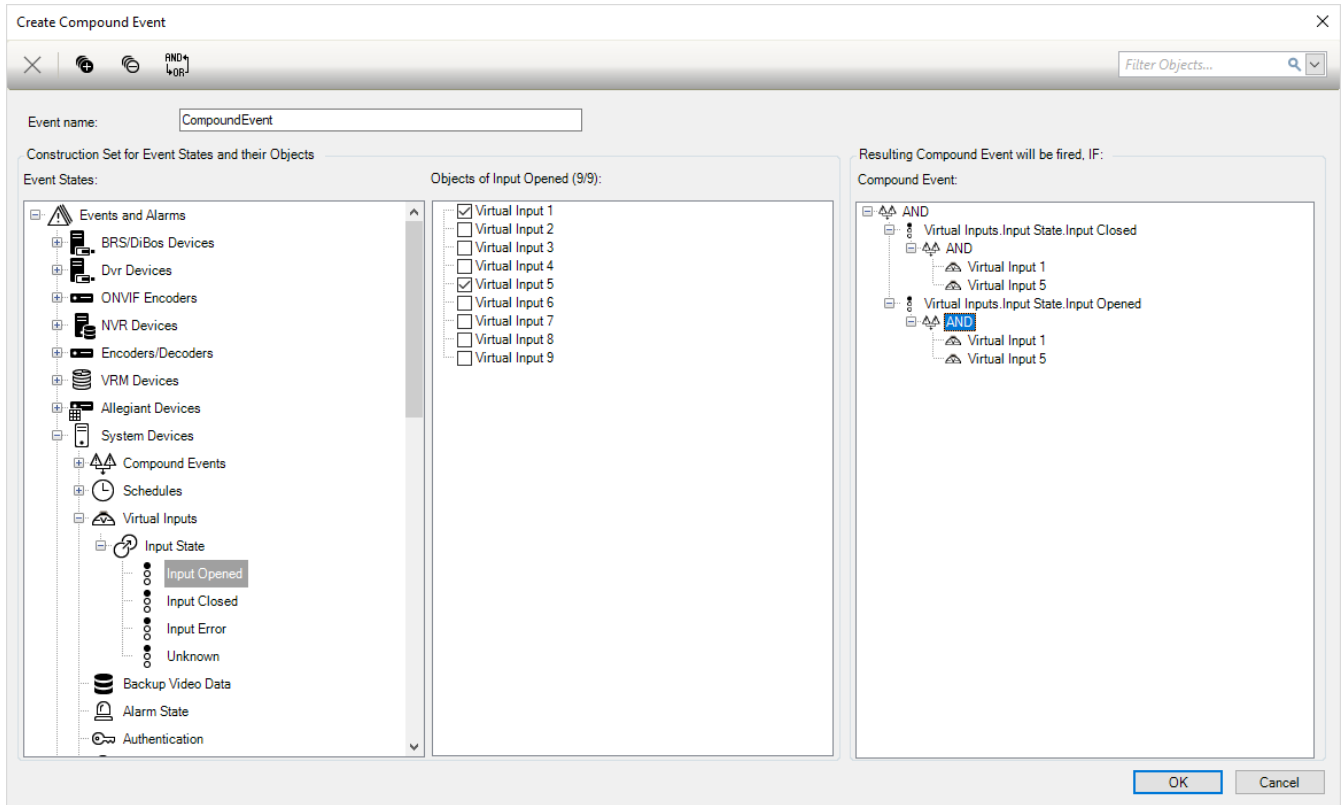 Create Compound Event
AND
OR
Filter Objects...
Event name:
CompoundEvent
Construction Set for Event States and their Objects
Event States:
Events and Alarms
BRS/DiBos Devices
Dvr Devices
ONVIF Encoders
NVR Devices
Encoders/Decoders
VRM Devices
Allegiant Devices
System Devices
Compound Events
Schedules
Virtual Inputs
Input State
Input Opened
Input Closed
Input Error
Unknown
Backup Video Data
Alarm State
Authentication
Objects of Input Opened (9/9):
Virtual Input 1
Virtual Input 2
Virtual Input 3
Virtual Input 4
Virtual Input 5
Virtual Input 6
Virtual Input 7
Virtual Input 8
Virtual Input 9
Resulting Compound Event will be fired, IF:
Compound Event:
AND
Virtual Inputs.Input State.Input Closed
AND
Virtual Input 1
Virtual Input 5
Virtual Inputs.Input State.Input Opened
AND
Virtual Input 1
Virtual Input 5
OK
Cancel